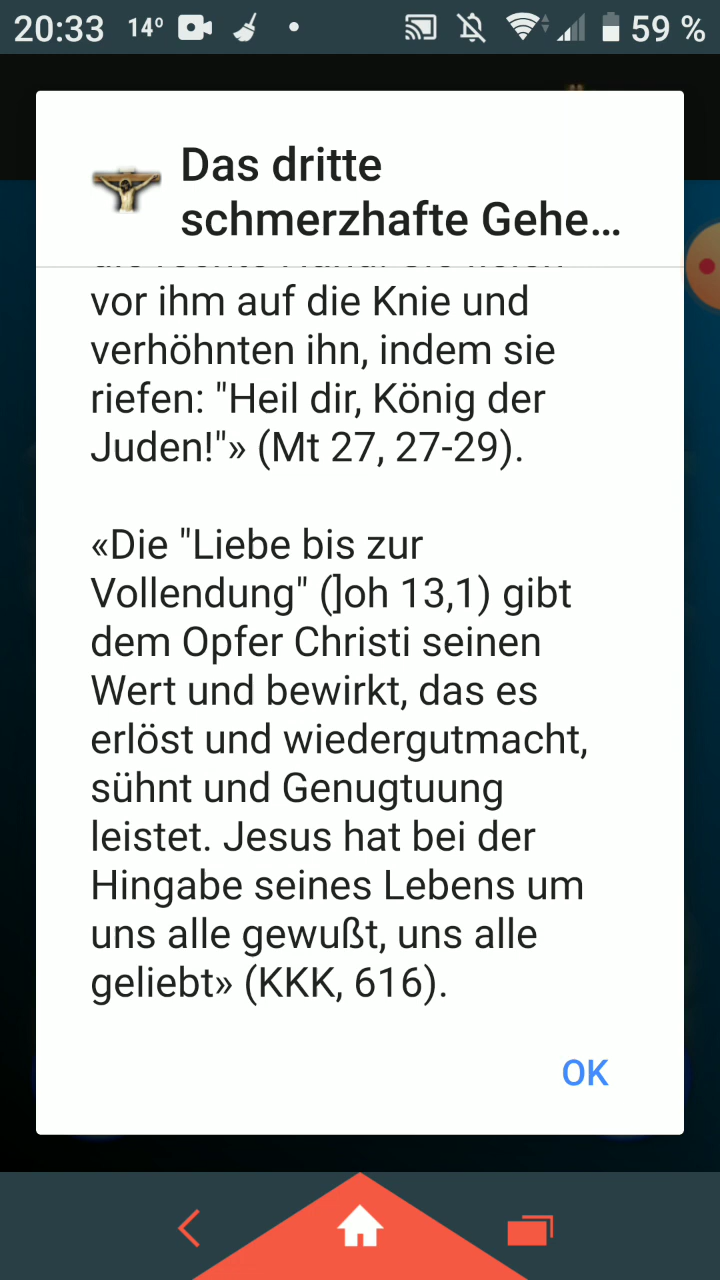 20:33 14° 59 %
Das dritte
schmerzhafte Gehe…
vor ihm auf die Knie und
verhöhnten ihn, indem sie
riefen: "Heil dir, König der
Juden!"» (Mt 27, 27-29).
«Die "Liebe bis zur
Vollendung" (]oh 13,1) gibt
dem Opfer Christi seinen
Wert und bewirkt, das es
erlöst und wiedergutmacht,
sühnt und Genugtuung
leistet. Jesus hat bei der
Hingabe seines Lebens um
uns alle gewußt, uns alle
geliebt» (KKK, 616).
OK